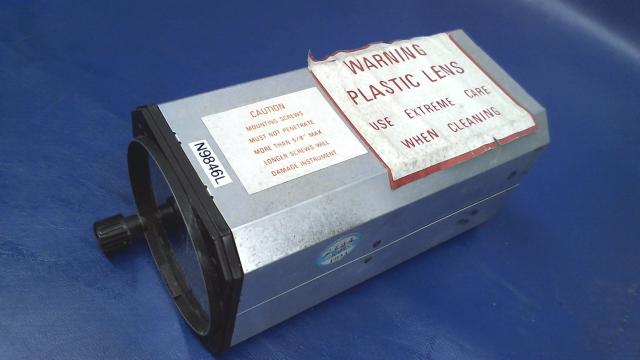 WARNING
PLASTIC LENS
USE EXTREME CARE
WHEN CLEANING
CAUTION
MOUNTING SCREWS
MUST NOT PENETRATE
MORE THAN 5/8" MAX
LONGER SCREWS WILL
DAMAGE INSTRUMENT
N9846L